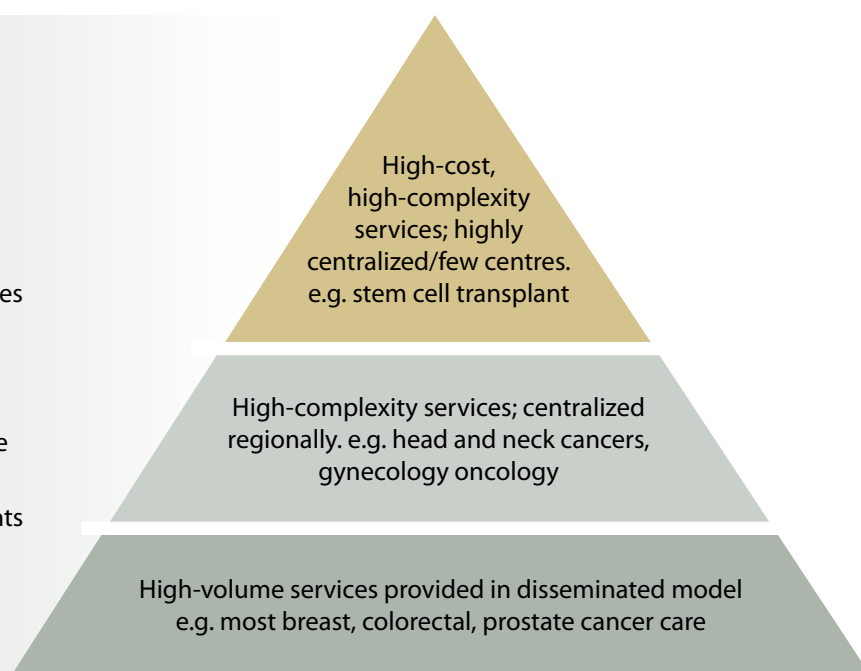 High-cost,
high-complexity
services; highly
centralized/few centres.
e.g. stem cell transplant
High-complexity services; centralized
regionally. e.g. head and neck cancers,
gynecology oncology
High-volume services provided in disseminated model
e.g. most breast, colorectal, prostate cancer care